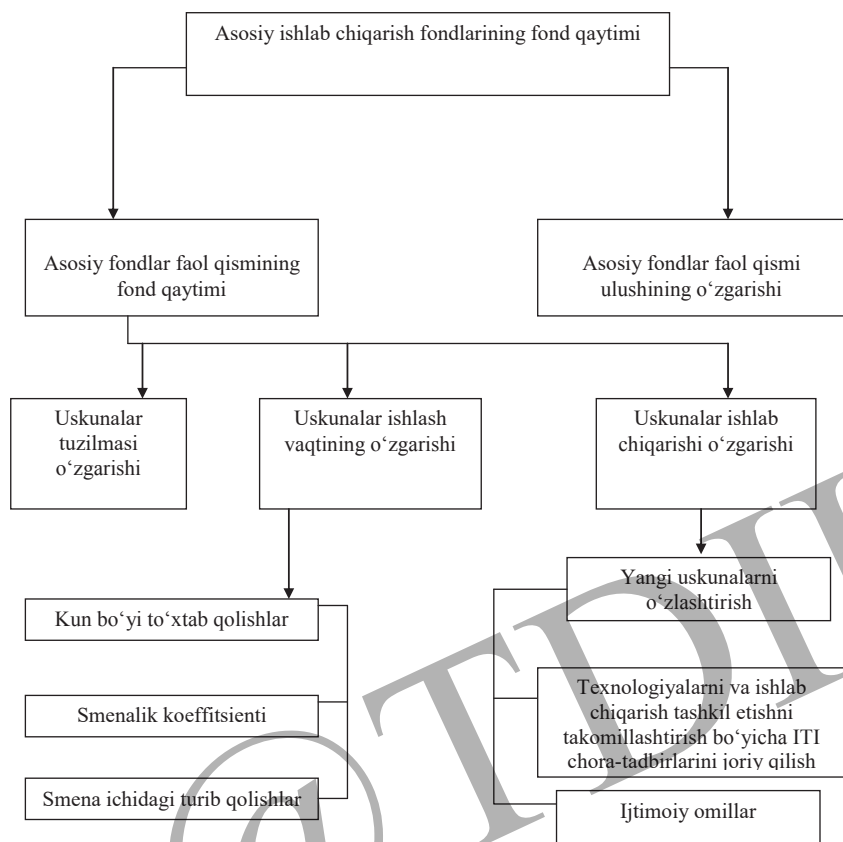 Asosiy ishlab chiqarish fondlarining fond qaytimi
Asosiy fondlar faol qismining
fond qaytimi
Asosiy fondlar faol qismi
ulushining o‘zgarishi
Uskunalar
tuzilmasi
o‘zgarishi
Uskunalar ishlash
vaqtining o‘zgarishi
Uskunalar ishlab
chiqarishi o‘zgarishi
Kun bo‘yi to‘xtab qolishlar
Smenalik koeffitsienti
Smena ichidagi turib qolishlar
Yangi uskunalarni
o‘zlashtirish
Texnologiyalarni va ishlab
chiqarish tashkil etishni
takomillashtirish bo‘yicha ITI
chora-tadbirlarini joriy qilish
Ijtimoiy omillar